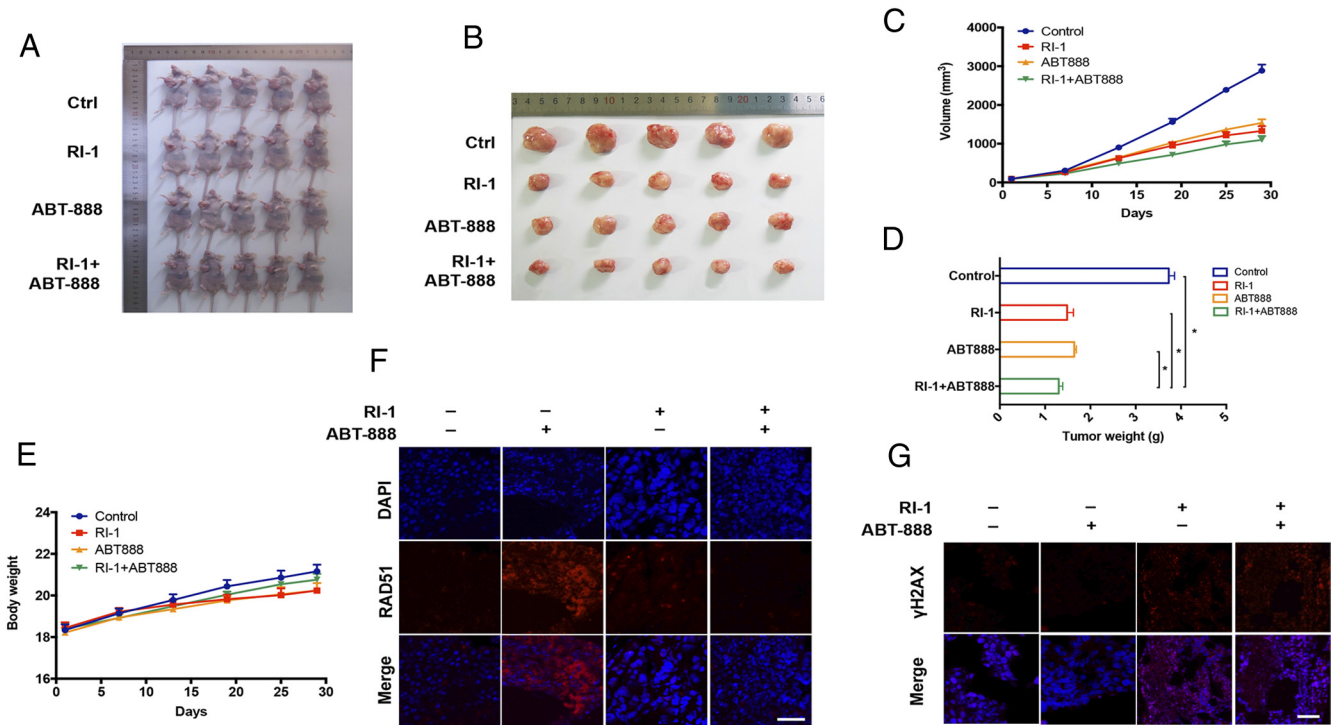 A
Ctrl
RI-1
ABT-888
RI-1+
ABT-888
B
3 4 5 6 7 8 9 10 1 2 3 4 5 6 7 8 9 20 1 2 3 4 5 6
Ctrl
RI-1
ABT-888
RI-1+
ABT-888
C
Control
RI-1
ABT888
RI-1+ABT888
Volume (mm³)
4000
3000
2000
1000
0
0 5 10 15 20 25 30
Days
D
Control
RI-1
ABT888
RI-1+ABT888
* * *
Control
RI-1
ABT888
RI-1+ABT888
0 1 2 3 4 5
Tumor weight (g)
E
Control
RI-1
ABT888
RI-1+ABT888
Body weight
24
22
20
18
16
0 5 10 15 20 25 30
Days
F
RI-1 – – + +
ABT-888 – + – +
DAPI
RAD51
Merge
G
RI-1 – – + +
ABT-888 – + – +
γH2AX
Merge